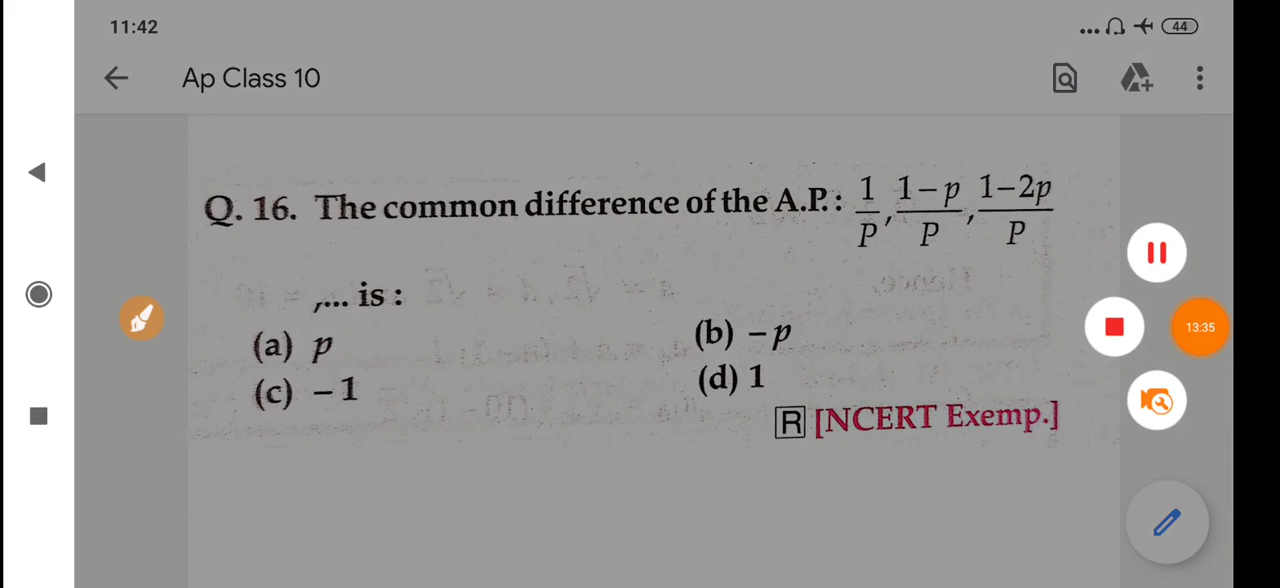 11:42
... 44
Ap Class 10
Q. 16. The common difference of the A.P. : 1/P, 1−p/P, 1−2p/P
,... is :
(a) p (b) −p
(c) −1 (d) 1
R [NCERT Exemp.]
13:35